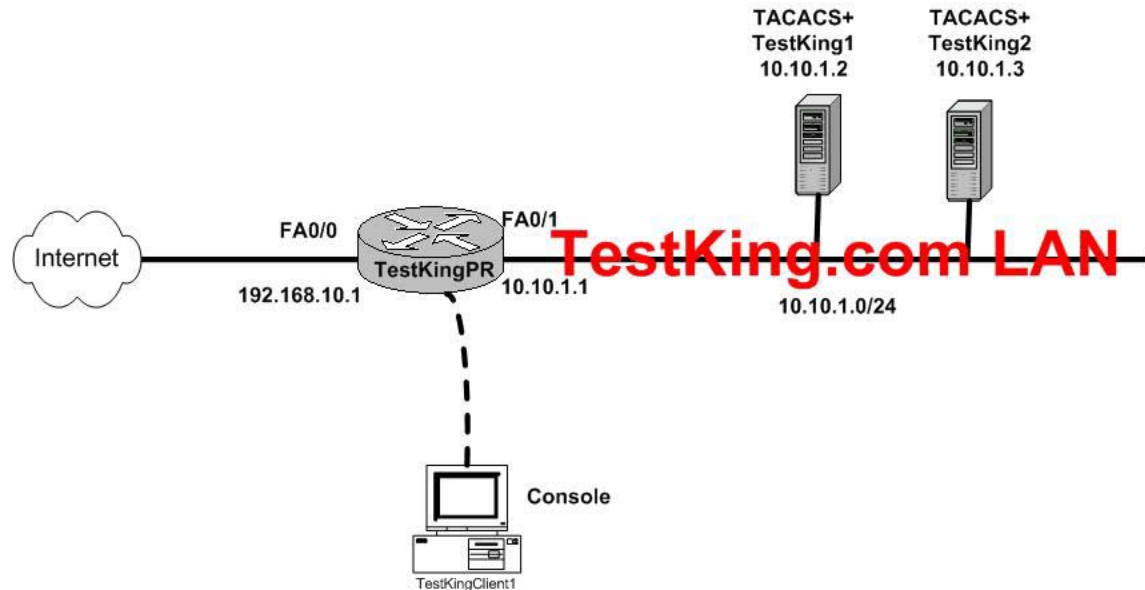 TACACS+
TestKing1
10.10.1.2
TACACS+
TestKing2
10.10.1.3
Internet
FA0/0
192.168.10.1
TestKingPR
FA0/1
10.10.1.1
TestKing.com LAN
10.10.1.0/24
Console
TestKingClient1